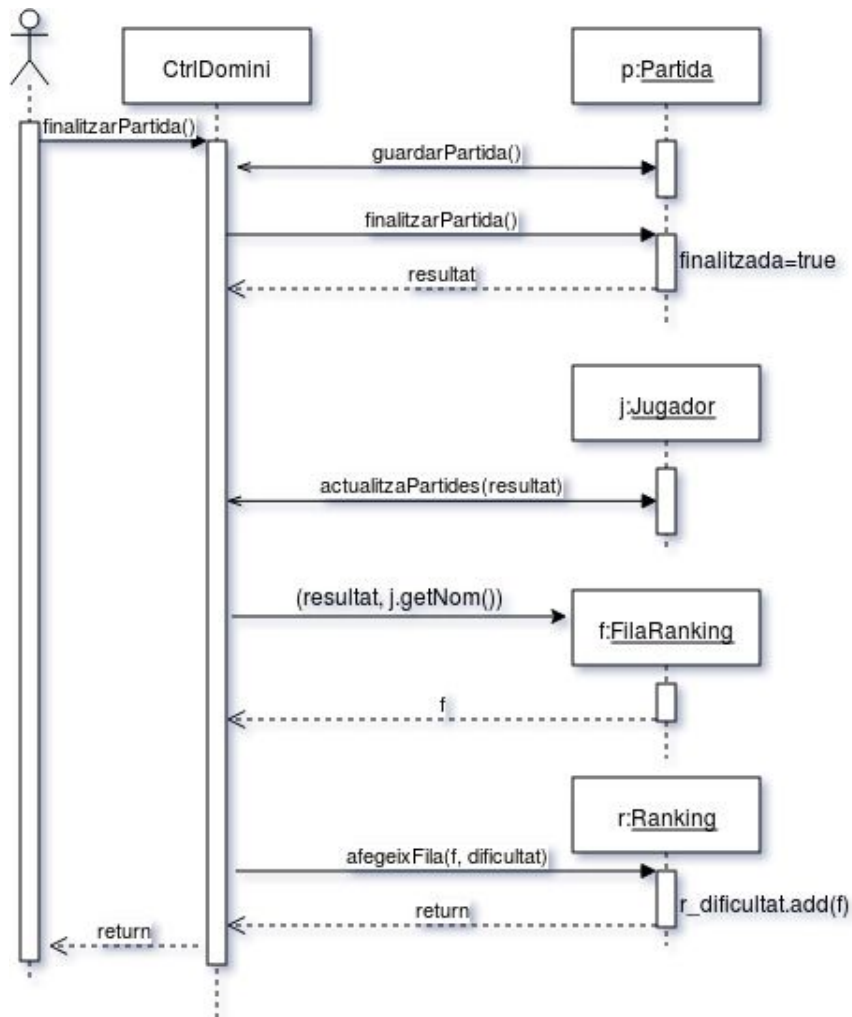 CtrlDomini
p:Partida
finalitzarPartida()
guardarPartida()
finalitzarPartida()
finalitzada=true
resultat
j:Jugador
actualitzaPartides(resultat)
(resultat, j.getNom())
f:FilaRanking
f
r:Ranking
afegeixFila(f, dificultat)
r_dificultat.add(f)
return
return